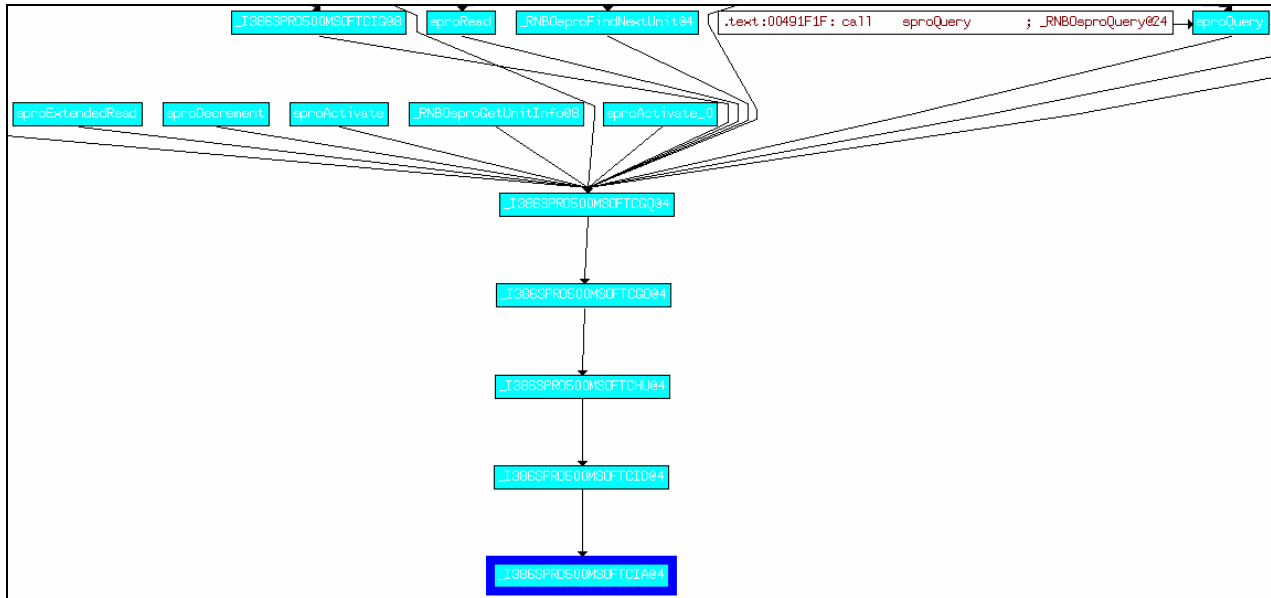 _I386SPRO500MSOFTCIG@8
sproRead
_RNBOsproFindNextUnit@4
.text:00491F1F: call sproQuery ; _RNBOsproQuery@24
sproQuery
sproExtendedRead
sproDecrement
sproActivate
_RNBOsproGetUnitInfo@8
sproActivate_0
_I386SPRO500MSOFTCGQ@4
_I386SPRO500MSOFTCGO@4
_I386SPRO500MSOFTCHU@4
_I386SPRO500MSOFTCID@4
_I386SPRO500MSOFTCIA@4